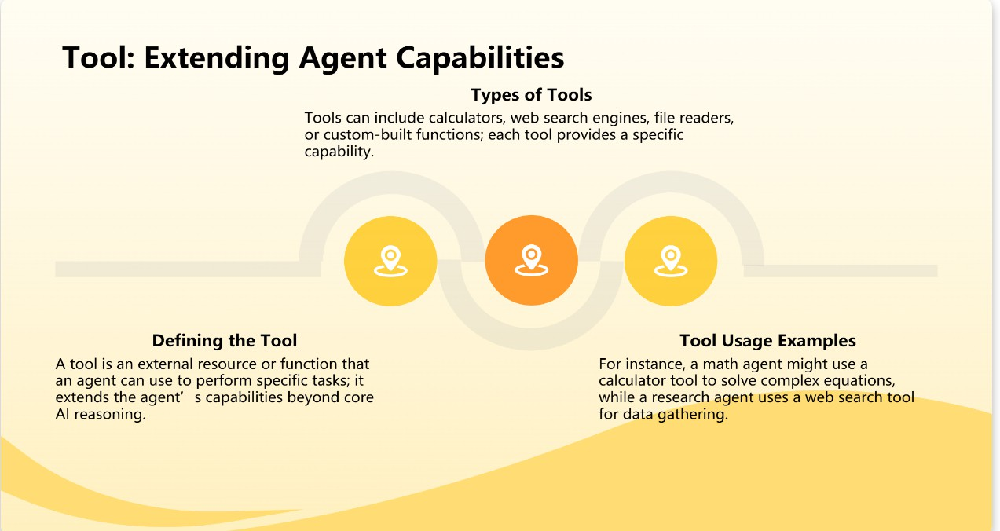 Tool: Extending Agent Capabilities
Types of Tools
Tools can include calculators, web search engines, file readers,
or custom-built functions; each tool provides a specific
capability.
Defining the Tool
A tool is an external resource or function that
an agent can use to perform specific tasks; it
extends the agent’s capabilities beyond core
AI reasoning.
Tool Usage Examples
For instance, a math agent might use a
calculator tool to solve complex equations,
while a research agent uses a web search tool
for data gathering.